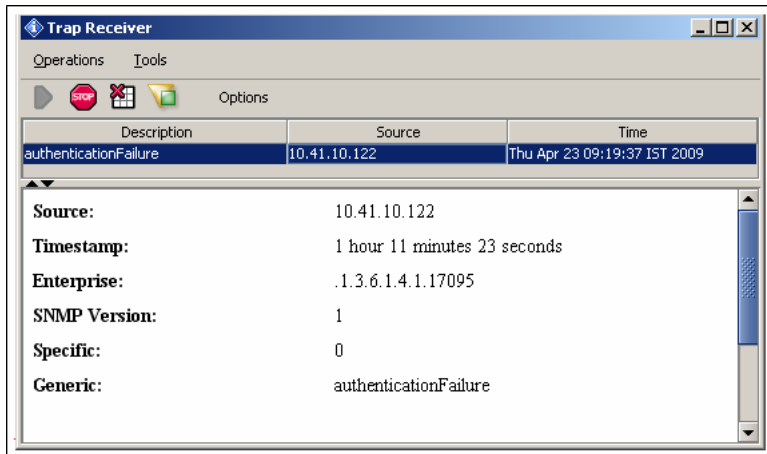 Trap Receiver
Operations Tools
STOP Options
Description Source Time
authenticationFailure 10.41.10.122 Thu Apr 23 09:19:37 IST 2009
Source: 10.41.10.122
Timestamp: 1 hour 11 minutes 23 seconds
Enterprise: .1.3.6.1.4.1.17095
SNMP Version: 1
Specific: 0
Generic: authenticationFailure